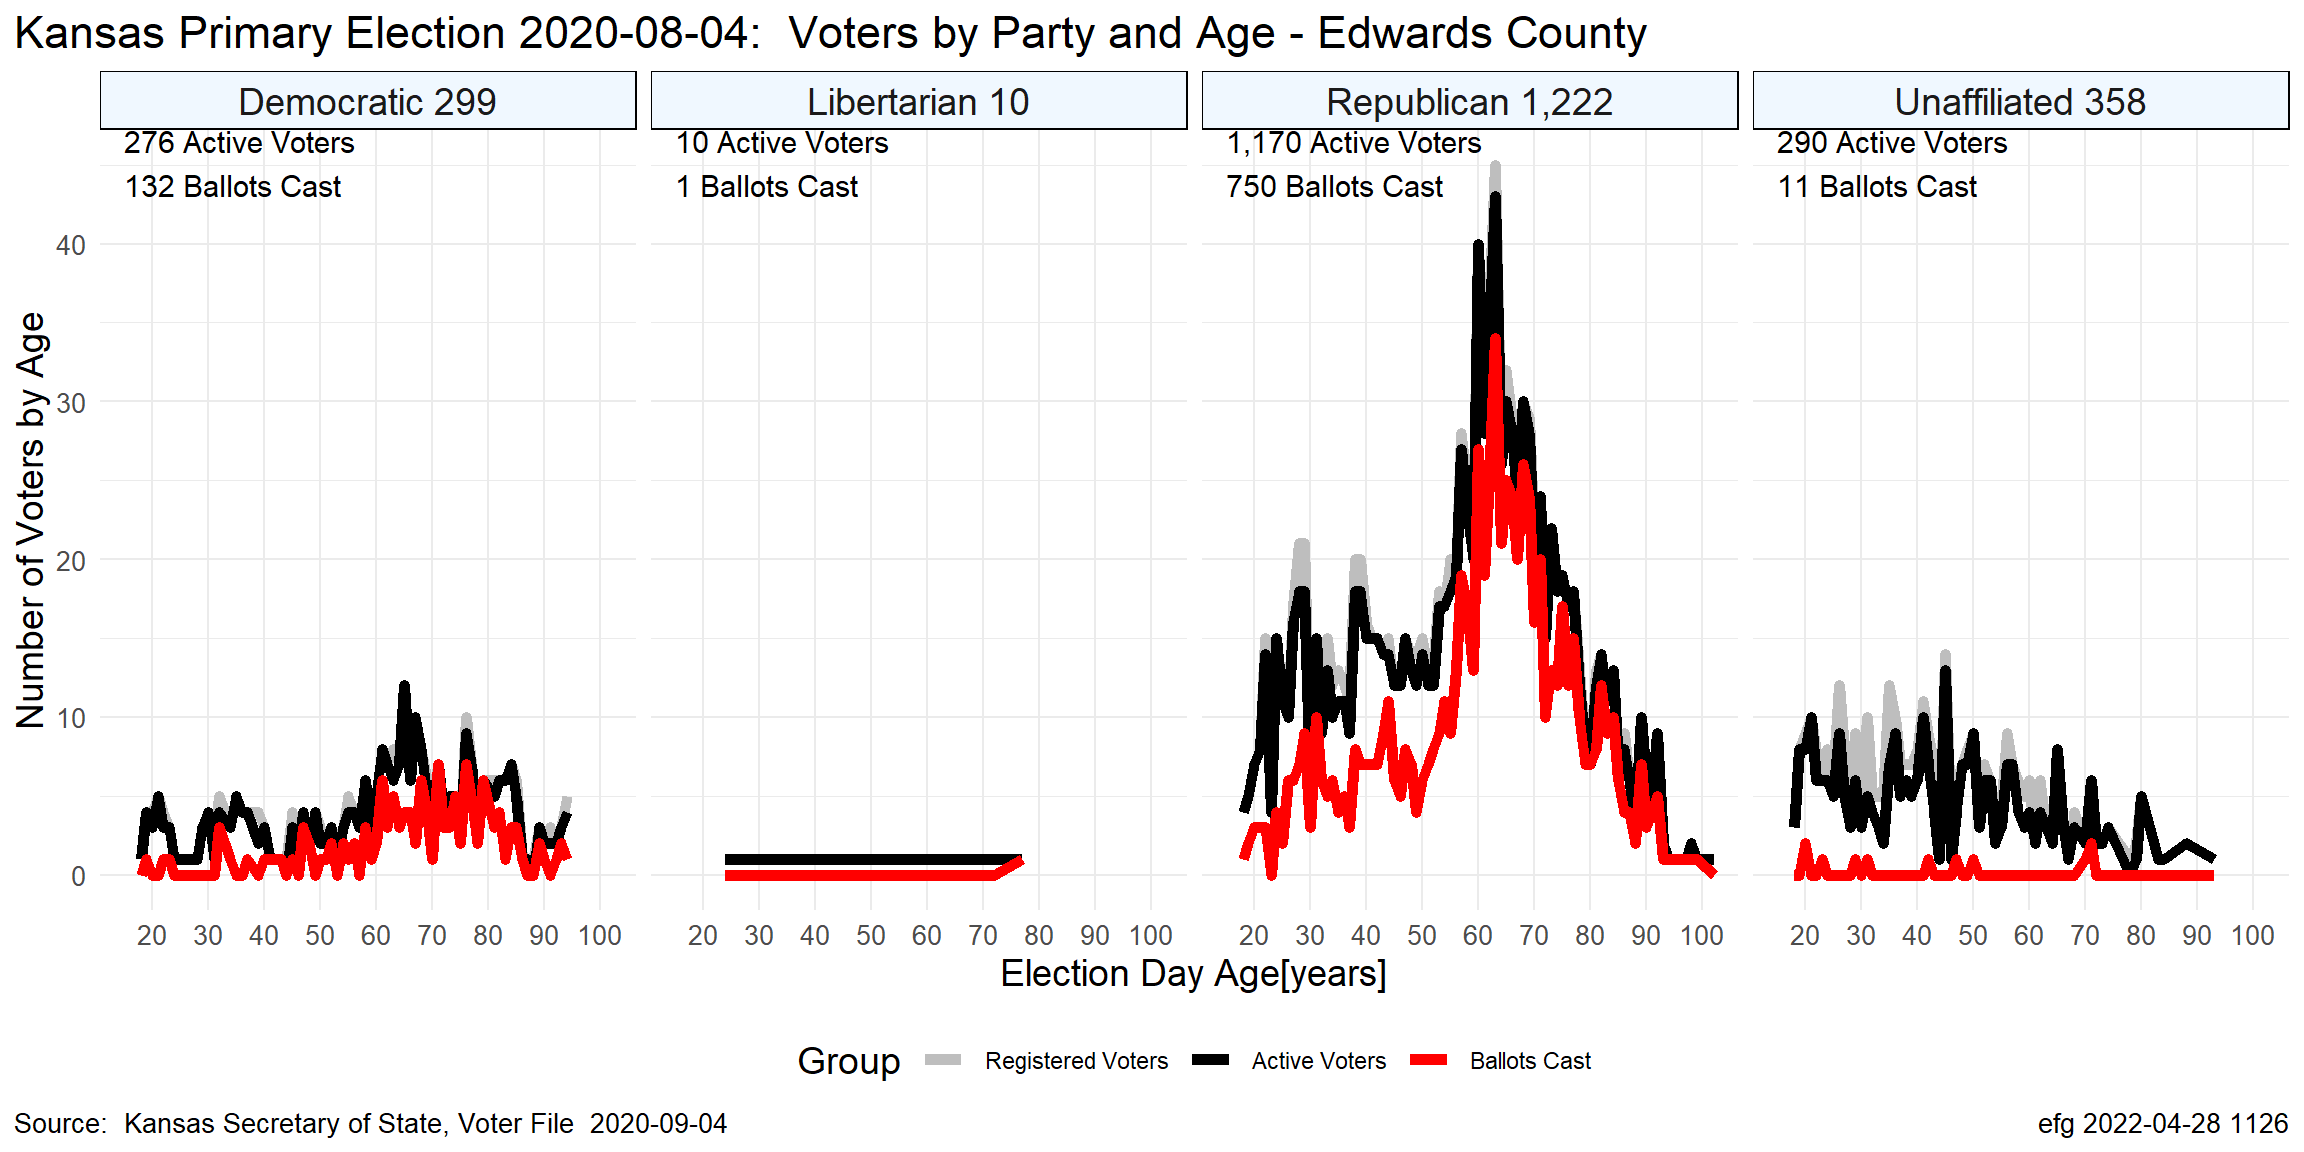 Kansas Primary Election 2020-08-04:  Voters by Party and Age - Edwards County
Democratic 299
Libertarian 10
Republican 1,222
Unaffiliated 358
276 Active Voters
132 Ballots Cast
10 Active Voters
1 Ballots Cast
1,170 Active Voters
750 Ballots Cast
290 Active Voters
11 Ballots Cast
Number of Voters by Age
40
30
20
10
0
20 30 40 50 60 70 80 90 100
20 30 40 50 60 70 80 90 100
20 30 40 50 60 70 80 90 100
20 30 40 50 60 70 80 90 100
Election Day Age[years]
Group
Registered Voters
Active Voters
Ballots Cast
Source:  Kansas Secretary of State, Voter File  2020-09-04
efg 2022-04-28 1126